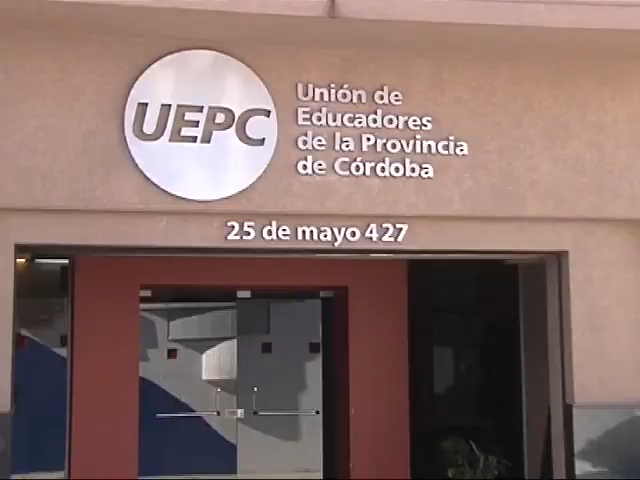 UEPC
Unión de
Educadores
de la Provincia
de Córdoba
25 de mayo 427